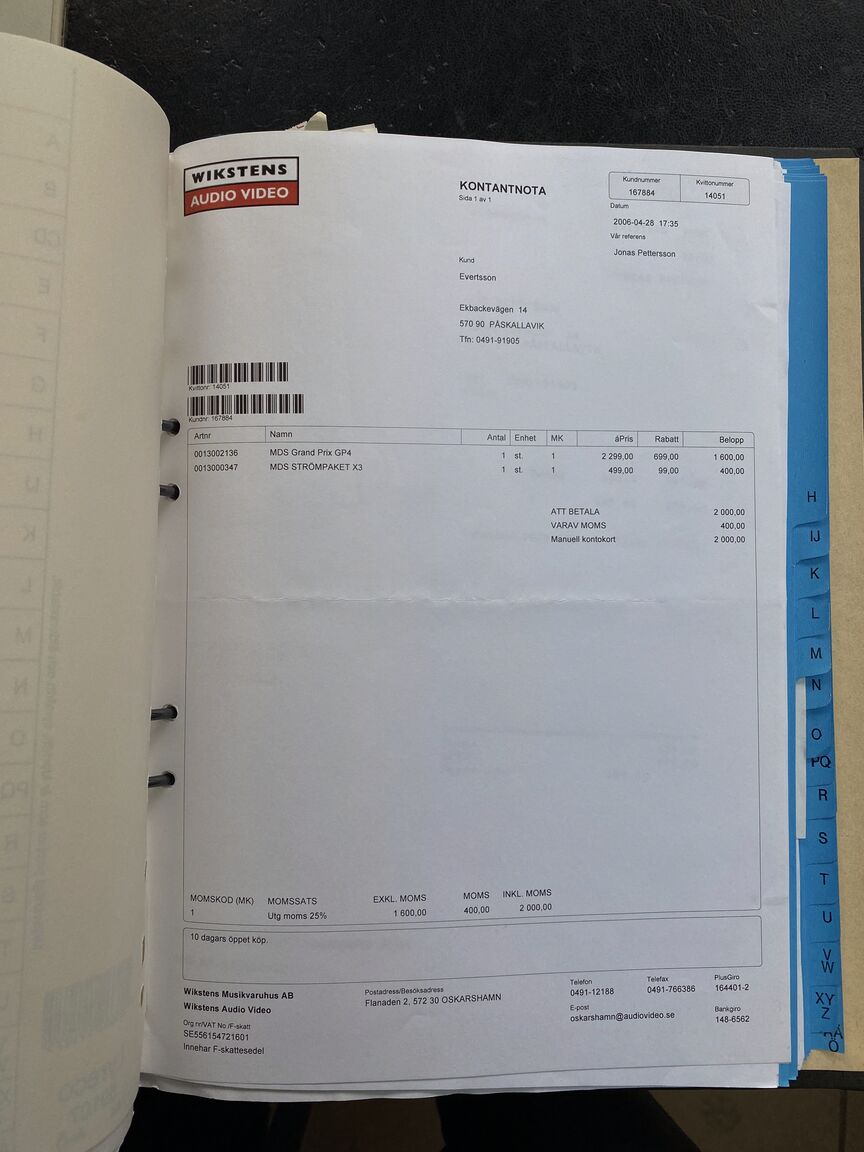 WIKSTENS
AUDIO VIDEO
KONTANTNOTA
Sida 1 av 1
Kundnummer Kvittonummer
167884 14051
Datum
2006-04-28 17:35
Vår referens
Jonas Pettersson
Kund
Evertsson
Ekbackevägen 14
570 90 PÅSKALLAVIK
Tfn: 0491-91905
Kvittonr: 14051
Kundnr: 167884
Artnr Namn Antal Enhet MK áPris Rabatt Belopp
0013002136 MDS Grand Prix GP4 1 st. 1 2 299,00 699,00 1 600,00
0013000347 MDS STRÖMPAKET X3 1 st. 1 499,00 99,00 400,00
ATT BETALA 2 000,00
VARAV MOMS 400,00
Manuell kontokort 2 000,00
MOMSKOD (MK) MOMSSATS EXKL. MOMS MOMS INKL. MOMS
1 Utg moms 25% 1 600,00 400,00 2 000,00
10 dagars öppet köp.
Wikstens Musikvaruhus AB
Wikstens Audio Video
Org nr/VAT No /F-skatt
SE556154721601
Innehar F-skattesedel
Postadress/Besöksadress
Flanaden 2, 572 30 OSKARSHAMN
Telefon Telefax PlusGiro
0491-12188 0491-766386 164401-2
E-post Bankgiro
oskarshamn@audiovideo.se 148-6562
H
IJ
K
L
M
N
O
PQ
R
S
T
U
V
W
XY
Z
Ä
Ö